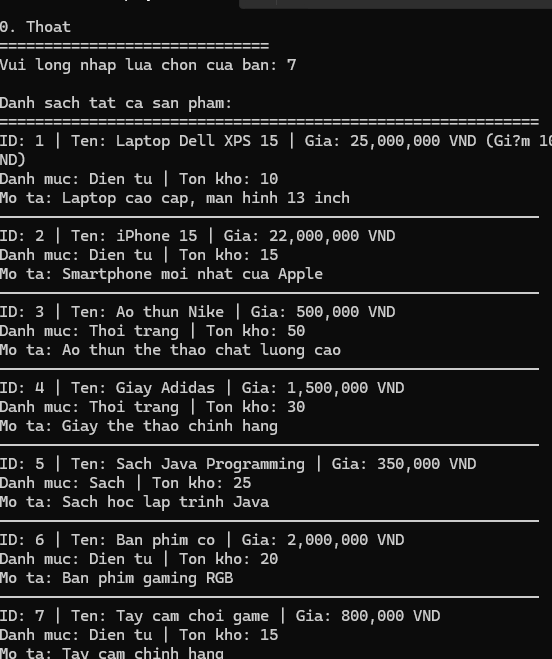 0. Thoat
==============================
Vui long nhap lua chon cua ban: 7
Danh sach tat ca san pham:
============================================================
ID: 1 | Ten: Laptop Dell XPS 15 | Gia: 25,000,000 VND (Gi?m 10
ND)
Danh muc: Dien tu | Ton kho: 10
Mo ta: Laptop cao cap, man hinh 13 inch
ID: 2 | Ten: iPhone 15 | Gia: 22,000,000 VND
Danh muc: Dien tu | Ton kho: 15
Mo ta: Smartphone moi nhat cua Apple
ID: 3 | Ten: Ao thun Nike | Gia: 500,000 VND
Danh muc: Thoi trang | Ton kho: 50
Mo ta: Ao thun the thao chat luong cao
ID: 4 | Ten: Giay Adidas | Gia: 1,500,000 VND
Danh muc: Thoi trang | Ton kho: 30
Mo ta: Giay the thao chinh hang
ID: 5 | Ten: Sach Java Programming | Gia: 350,000 VND
Danh muc: Sach | Ton kho: 25
Mo ta: Sach hoc lap trinh Java
ID: 6 | Ten: Ban phim co | Gia: 2,000,000 VND
Danh muc: Dien tu | Ton kho: 20
Mo ta: Ban phim gaming RGB
ID: 7 | Ten: Tay cam choi game | Gia: 800,000 VND
Danh muc: Dien tu | Ton kho: 15
Mo ta: Tay cam chinh hang